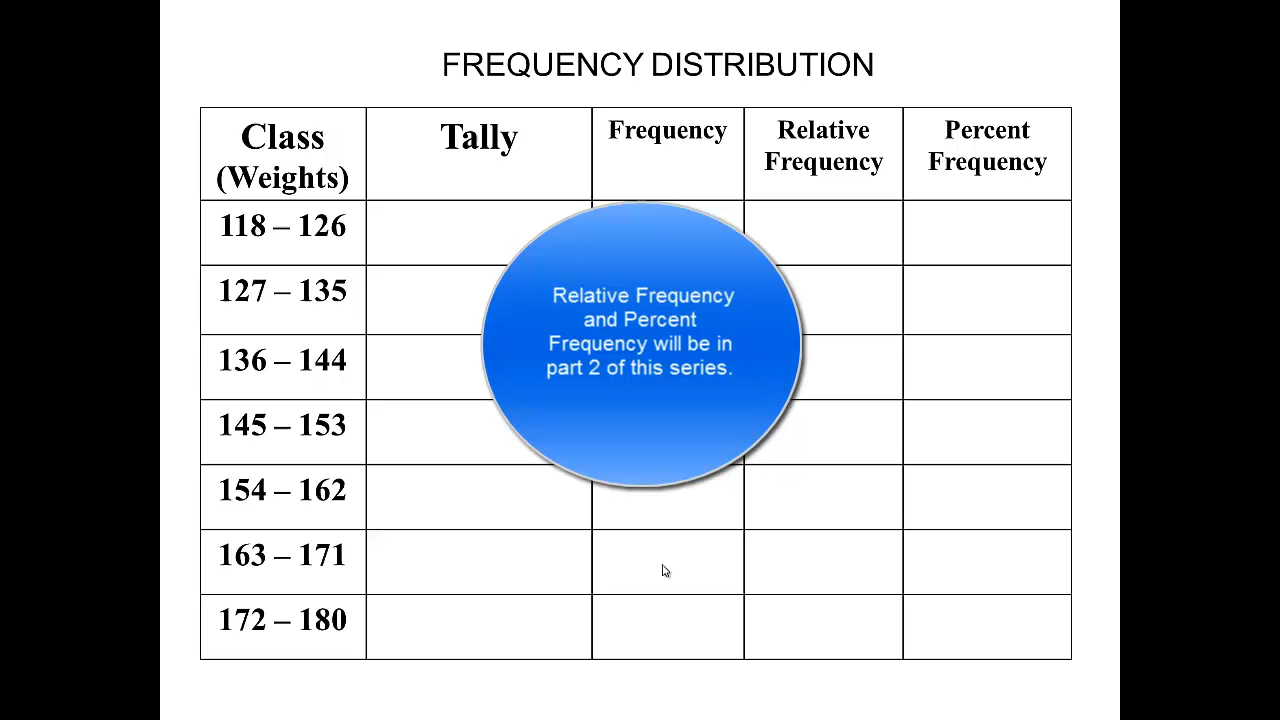 FREQUENCY DISTRIBUTION
Class
(Weights)
Tally
Frequency
Relative
Frequency
Percent
Frequency
118 – 126
127 – 135
136 – 144
145 – 153
154 – 162
163 – 171
172 – 180
Relative Frequency
and Percent
Frequency will be in
part 2 of this series.